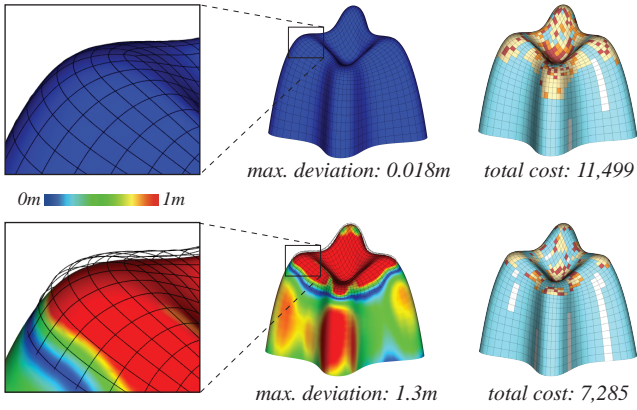 max. deviation: 0.018m
total cost: 11,499
0m 1m
max. deviation: 1.3m
total cost: 7,285